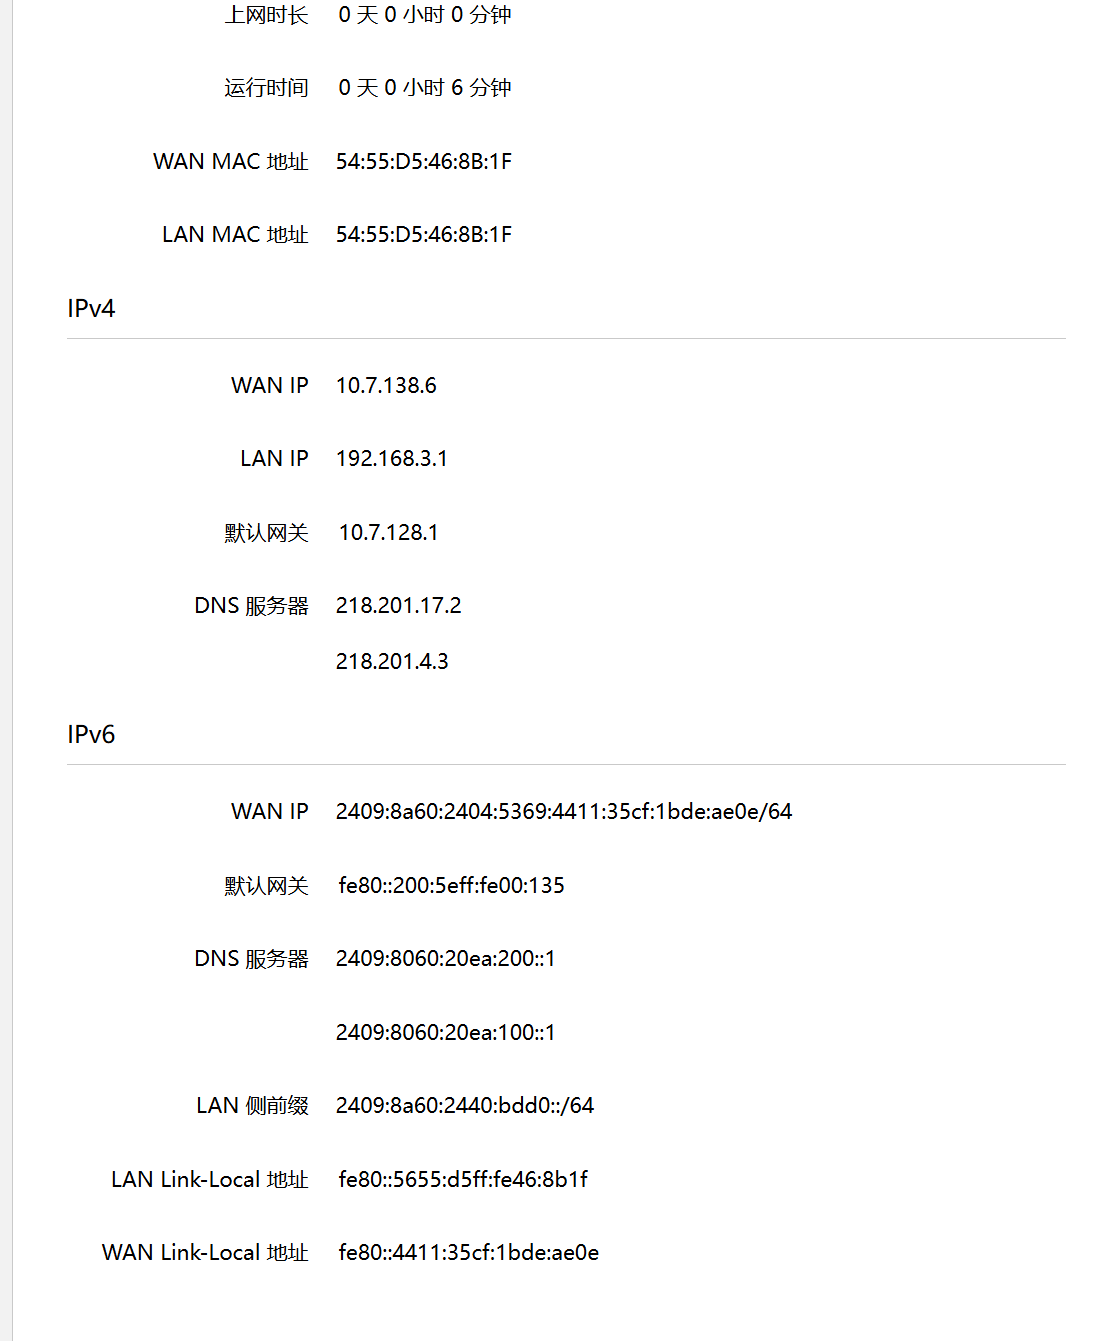 上网时长 0 天 0 小时 0 分钟
运行时间 0 天 0 小时 6 分钟
WAN MAC 地址 54:55:D5:46:8B:1F
LAN MAC 地址 54:55:D5:46:8B:1F
IPv4
WAN IP 10.7.138.6
LAN IP 192.168.3.1
默认网关 10.7.128.1
DNS 服务器 218.201.17.2
218.201.4.3
IPv6
WAN IP 2409:8a60:2404:5369:4411:35cf:1bde:ae0e/64
默认网关 fe80::200:5eff:fe00:135
DNS 服务器 2409:8060:20ea:200::1
2409:8060:20ea:100::1
LAN 侧前缀 2409:8a60:2440:bdd0::/64
LAN Link-Local 地址 fe80::5655:d5ff:fe46:8b1f
WAN Link-Local 地址 fe80::4411:35cf:1bde:ae0e